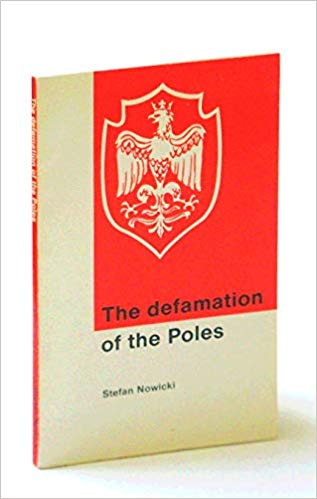 The defamation
of the Poles
Stefan Nowicki
The defamation of the Poles